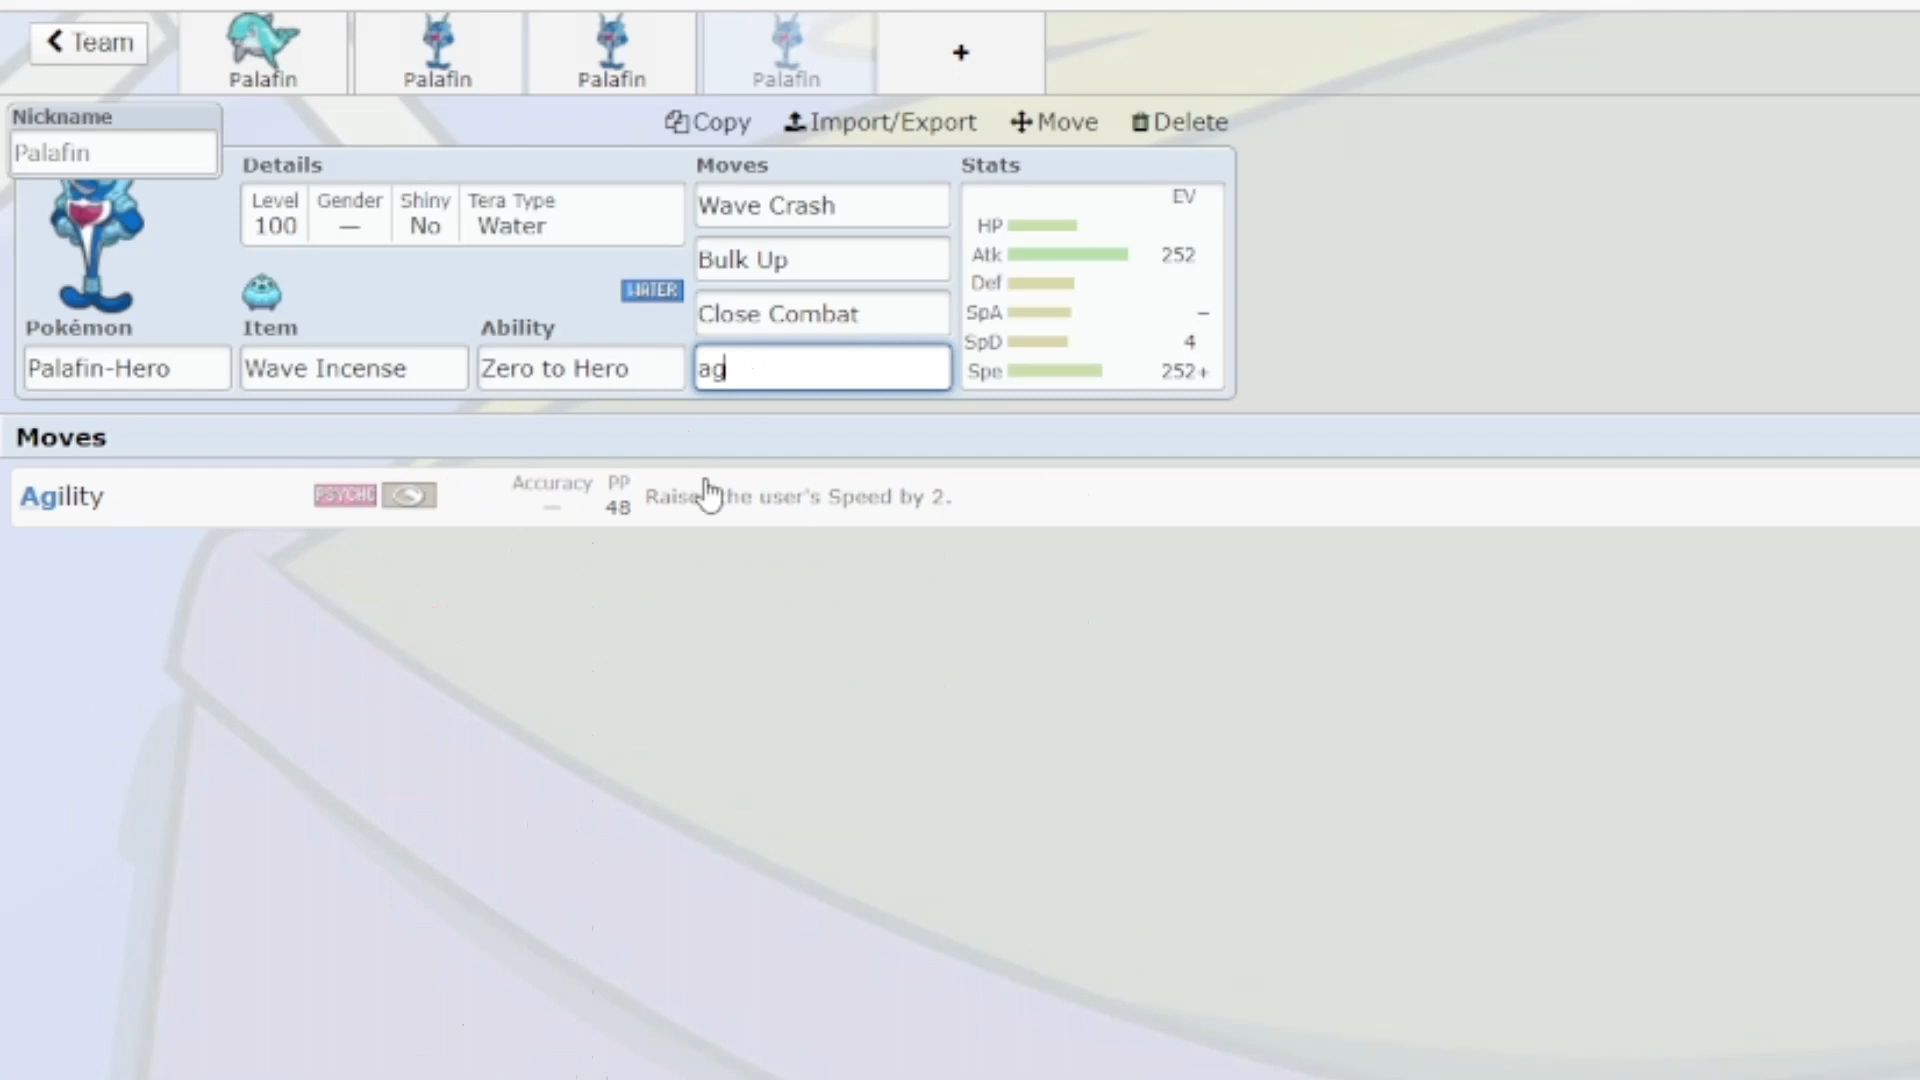 Team
Palafin
Palafin
Palafin
Palafin
+
Nickname
Palafin
Copy
Import/Export
Move
Delete
Details
Level
100
Gender
—
Shiny
No
Tera Type
Water
WATER
Pokémon
Palafin-Hero
Item
Wave Incense
Ability
Zero to Hero
Moves
Wave Crash
Bulk Up
Close Combat
ag
Stats
EV
HP
Atk 252
Def
SpA –
SpD 4
Spe 252+
Moves
Agility
PSYCHC
Accuracy
—
PP
48
the user's Speed by 2.